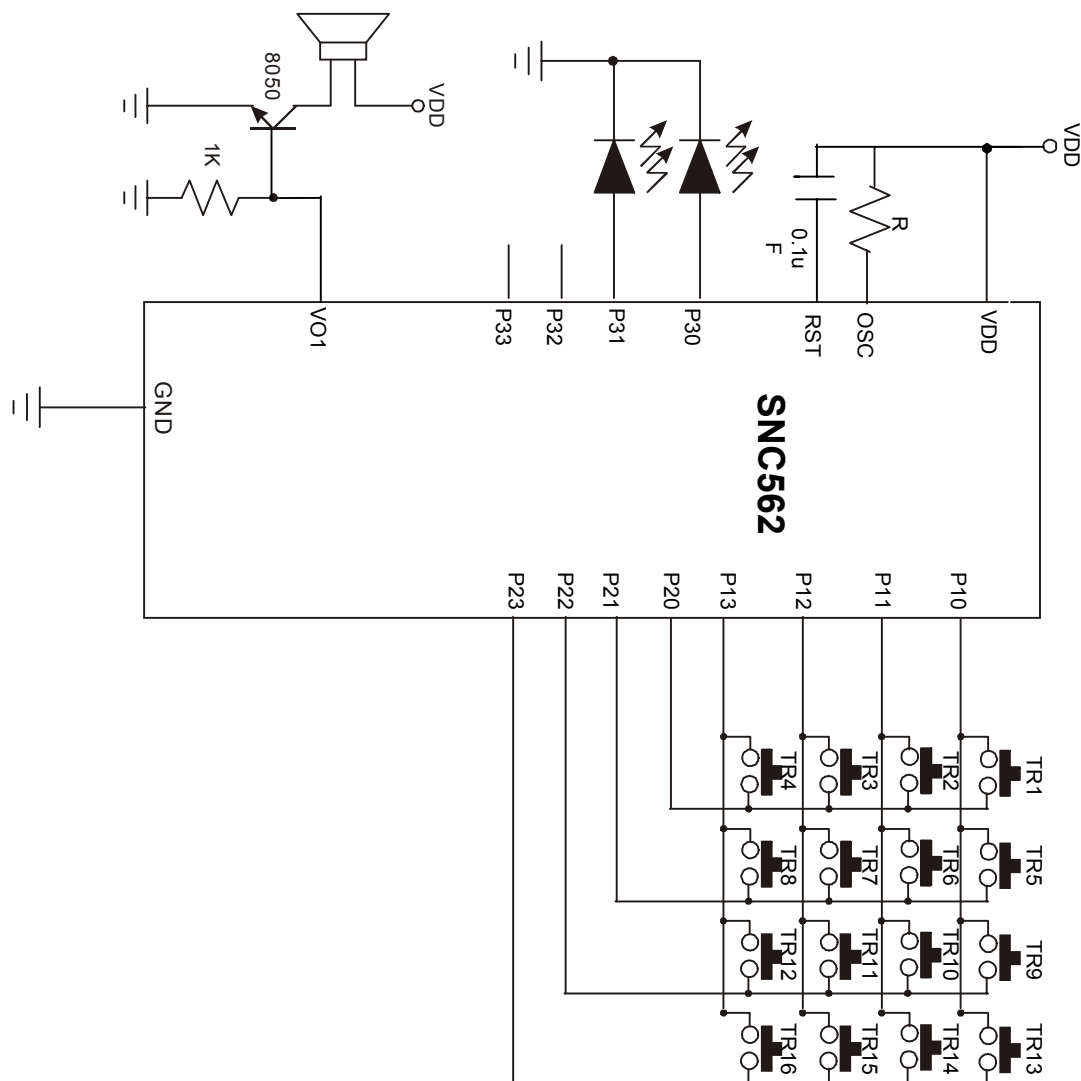 8050
VDD
1K
VDD
R
0.1u
F
VO1
P33
P32
P31
P30
RST
OSC
VDD
GND
SNC562
P23
P22
P21
P20
P13
P12
P11
P10
TR4
TR3
TR2
TR1
TR8
TR7
TR6
TR5
TR12
TR11
TR10
TR9
TR16
TR15
TR14
TR13